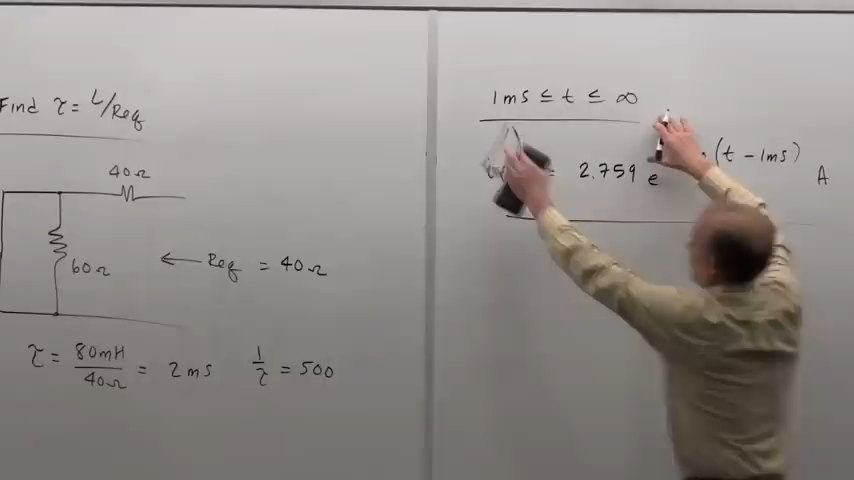 Find τ = L/Req
40Ω
60Ω
← Req = 40Ω
τ = 80mH/40Ω = 2ms 1/τ = 500
1ms ≤ t ≤ ∞
= 2.759 e (t - 1ms) A